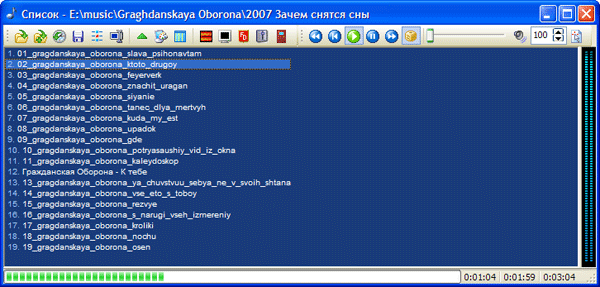 Список - E:\music\Graghdanskaya Oborona\2007 Зачем снятся сны
100
1. 01_gragdanskaya_oborona_slava_psihonavtam
2. 02_gragdanskaya_oborona_ktoto_drugoy
3. 03_gragdanskaya_oborona_feyerverk
4. 04_gragdanskaya_oborona_znachit_uragan
5. 05_gragdanskaya_oborona_siyanie
6. 06_gragdanskaya_oborona_tanec_dlya_mertvyh
7. 07_gragdanskaya_oborona_kuda_my_est
8. 08_gragdanskaya_oborona_upadok
9. 09_gragdanskaya_oborona_gde
10. 10_gragdanskaya_oborona_potryasaushiy_vid_iz_okna
11. 11_gragdanskaya_oborona_kaleydoskop
12. Гражданская Оборона - К тебе
13. 13_gragdanskaya_oborona_ya_chuvstvuu_sebya_ne_v_svoih_shtana
14. 14_gragdanskaya_oborona_vse_eto_s_toboy
15. 15_gragdanskaya_oborona_rezvye
16. 16_gragdanskaya_oborona_s_narugi_vseh_izmereniy
17. 17_gragdanskaya_oborona_kroliki
18. 18_gragdanskaya_oborona_nochu
19. 19_gragdanskaya_oborona_osen
0:01:04 0:01:59 0:03:04